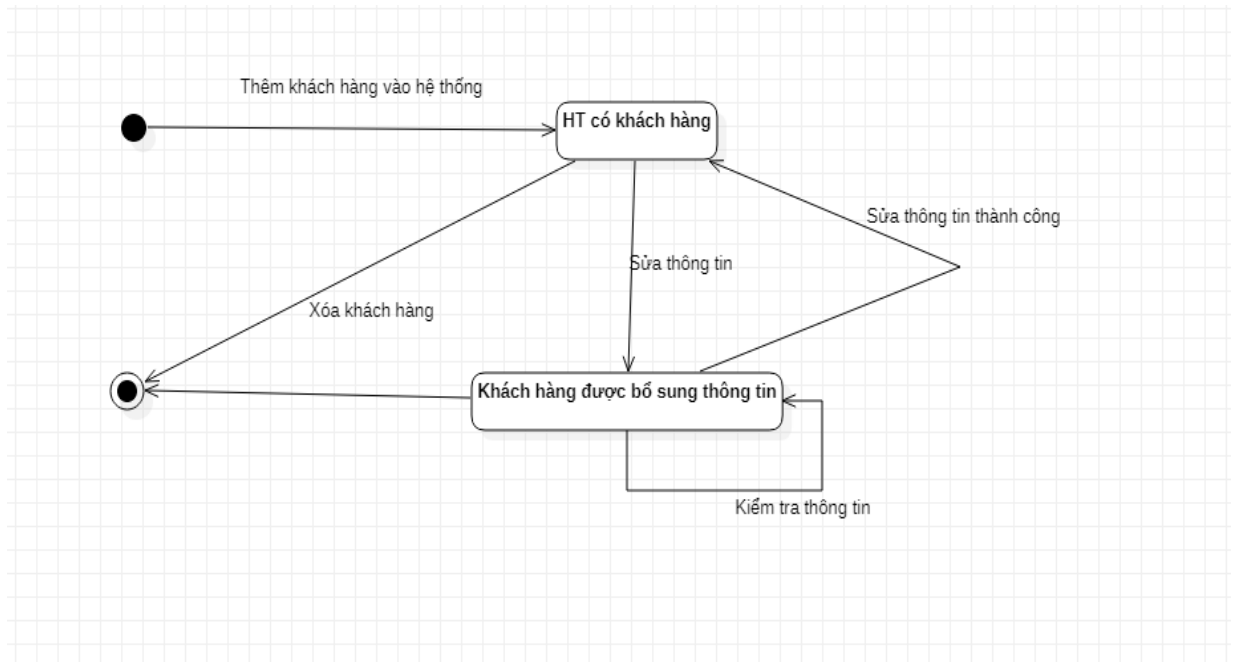 Thêm khách hàng vào hệ thống
HT có khách hàng
Sửa thông tin thành công
Sửa thông tin
Xóa khách hàng
Khách hàng được bổ sung thông tin
Kiểm tra thông tin